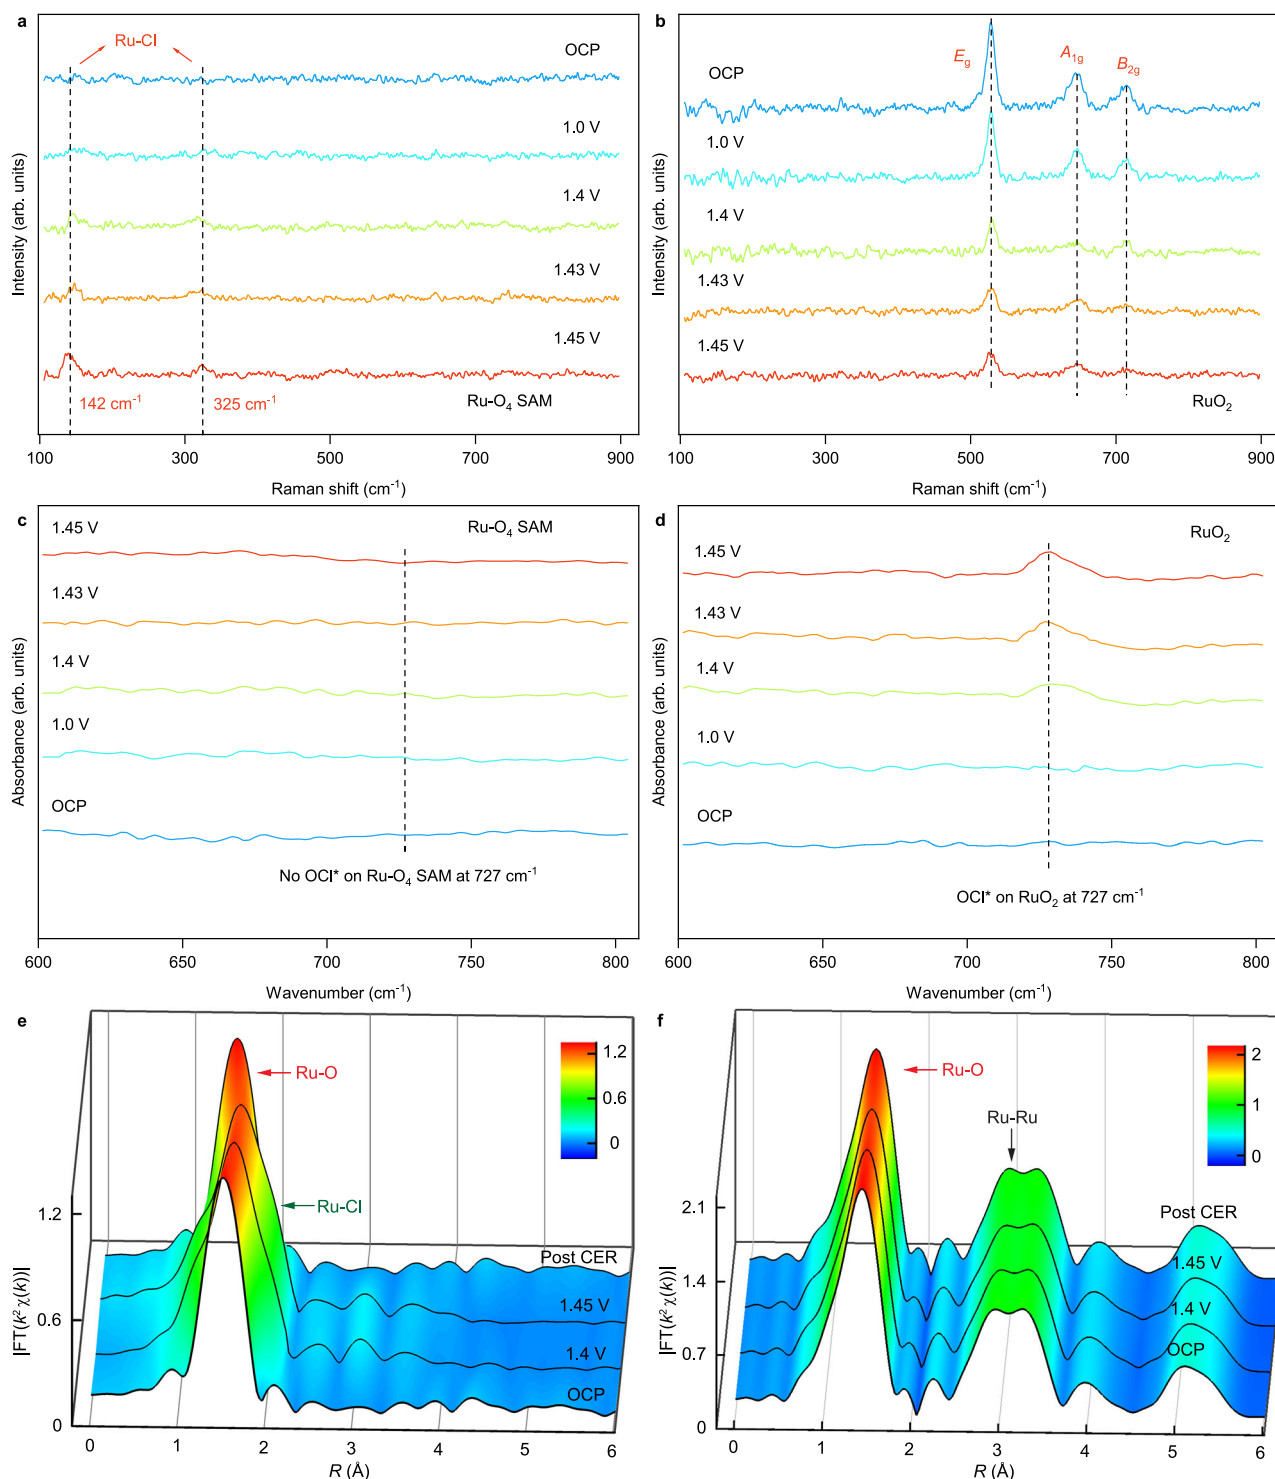 a
Ru-Cl
OCP
1.0 V
1.4 V
1.43 V
1.45 V
142 cm⁻¹
325 cm⁻¹
Ru-O₄ SAM
Intensity (arb. units)
100 300 500 700 900
Raman shift (cm⁻¹)
b
E_g
A_1g
B_2g
OCP
1.0 V
1.4 V
1.43 V
1.45 V
RuO₂
Intensity (arb. units)
100 300 500 700 900
Raman shift (cm⁻¹)
c
1.45 V
Ru-O₄ SAM
1.43 V
1.4 V
1.0 V
OCP
No OCl* on Ru-O₄ SAM at 727 cm⁻¹
Absorbance (arb. units)
600 650 700 750 800
Wavenumber (cm⁻¹)
d
RuO₂
1.45 V
1.43 V
1.4 V
1.0 V
OCP
OCl* on RuO₂ at 727 cm⁻¹
Absorbance (arb. units)
600 650 700 750 800
Wavenumber (cm⁻¹)
e
Ru-O
Ru-Cl
1.2
0.6
0
Post CER
1.45 V
1.4 V
OCP
1.2
0.6
0
|FT(k² χ(k))|
0 1 2 3 4 5 6
R (Å)
f
Ru-O
Ru-Ru
2
1
0
Post CER
1.45 V
1.4 V
OCP
2.1
1.4
0.7
0
|FT(k² χ(k))|
0 1 2 3 4 5 6
R (Å)